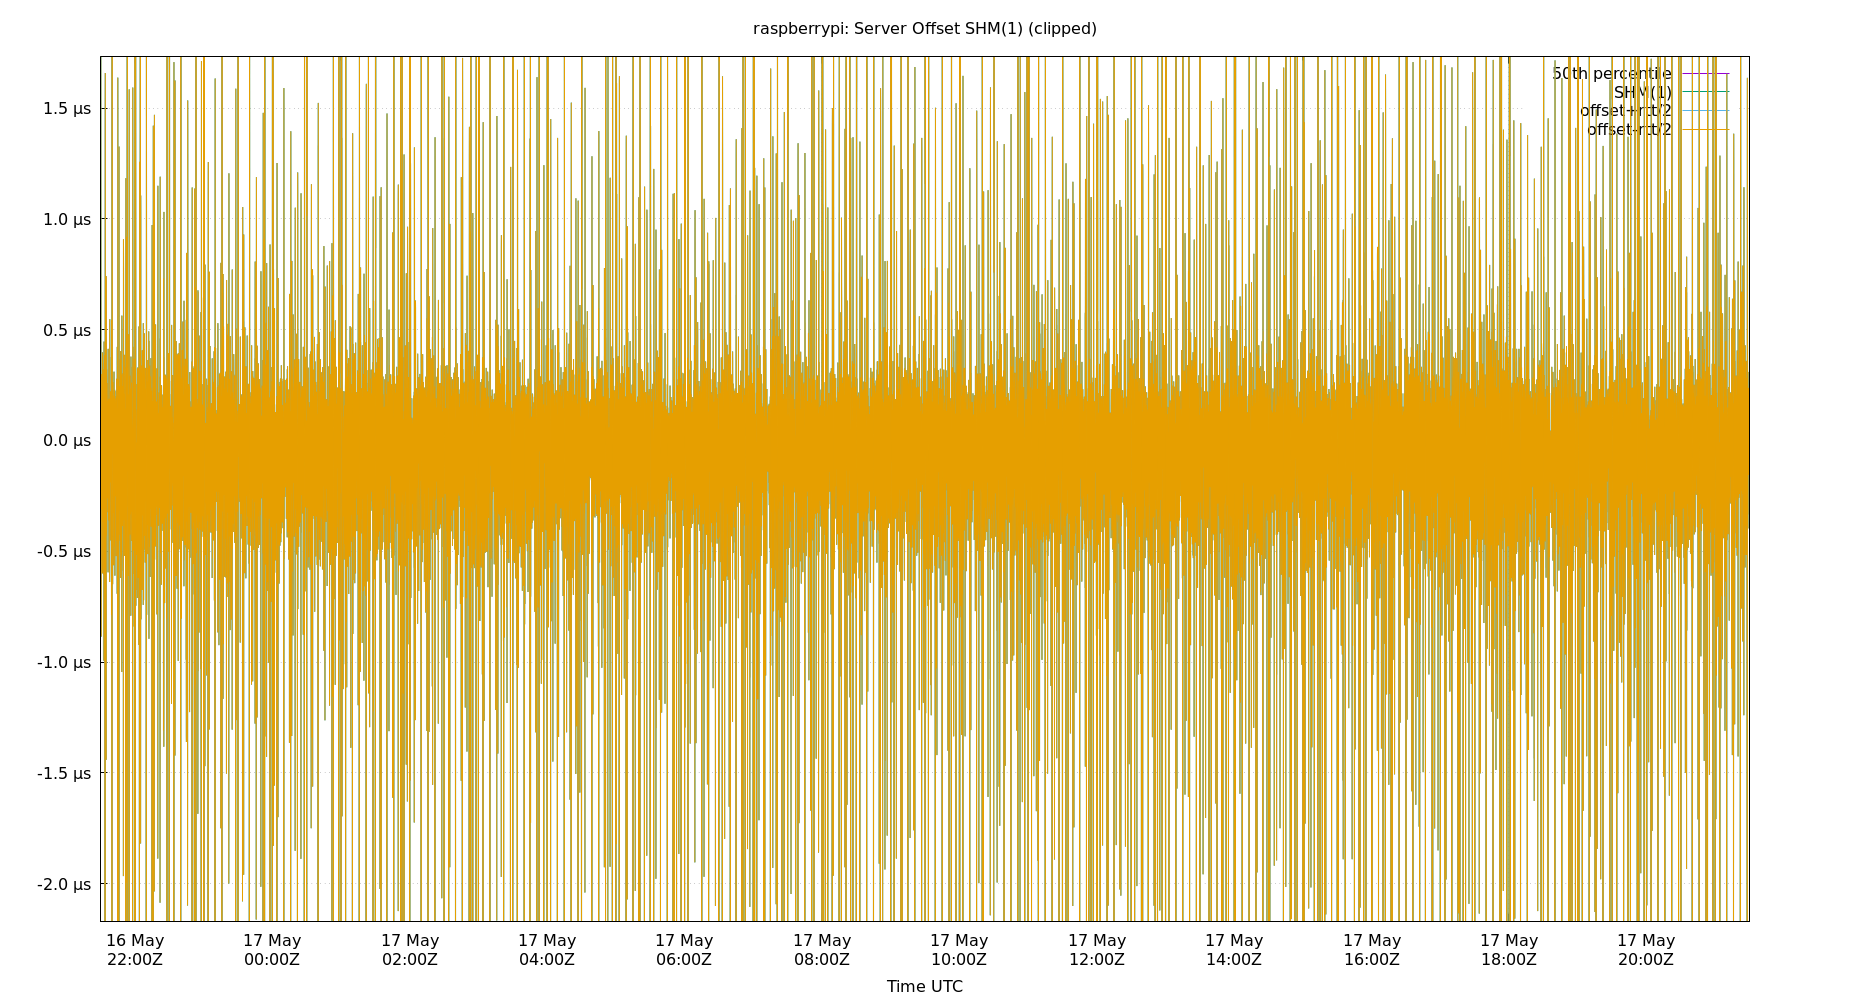 raspberrypi: Server Offset SHM(1) (clipped)
50th percentile
SHM(1)
offset+rtt/2
offset-rtt/2
1.5 µs
1.0 µs
0.5 µs
0.0 µs
-0.5 µs
-1.0 µs
-1.5 µs
-2.0 µs
16 May 17 May 17 May 17 May 17 May 17 May 17 May 17 May 17 May 17 May 17 May 17 May
22:00Z 00:00Z 02:00Z 04:00Z 06:00Z 08:00Z 10:00Z 12:00Z 14:00Z 16:00Z 18:00Z 20:00Z
Time UTC